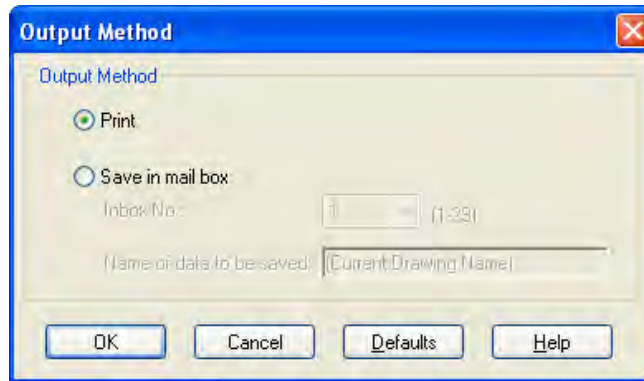 Output Method
Output Method
Print
Save in mail box
Inbox No.: 1 (1-29)
Name of data to be saved: (Current Drawing Name)
OK Cancel Defaults Help